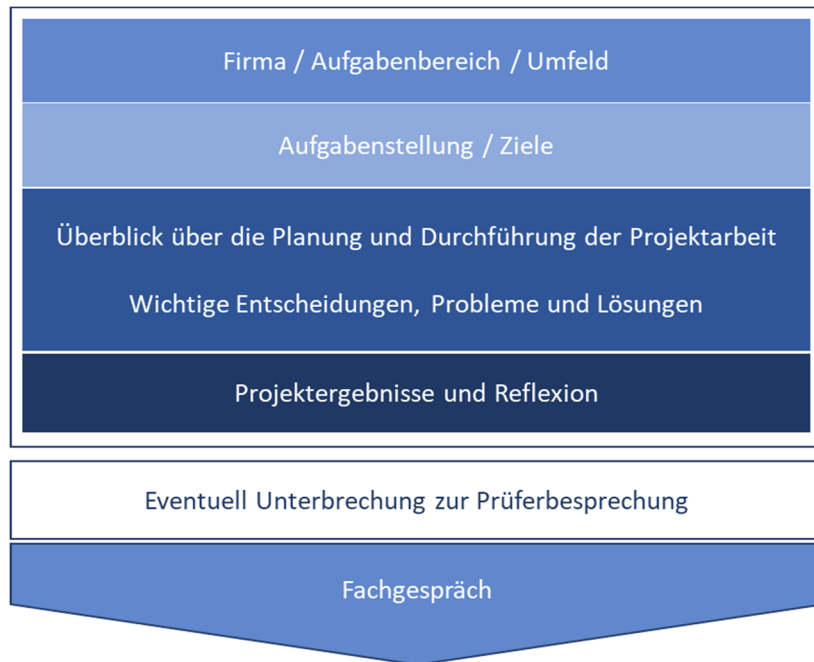 Firma / Aufgabenbereich / Umfeld
Aufgabenstellung / Ziele
Überblick über die Planung und Durchführung der Projektarbeit
Wichtige Entscheidungen, Probleme und Lösungen
Projektergebnisse und Reflexion
Eventuell Unterbrechung zur Prüferbesprechung
Fachgespräch